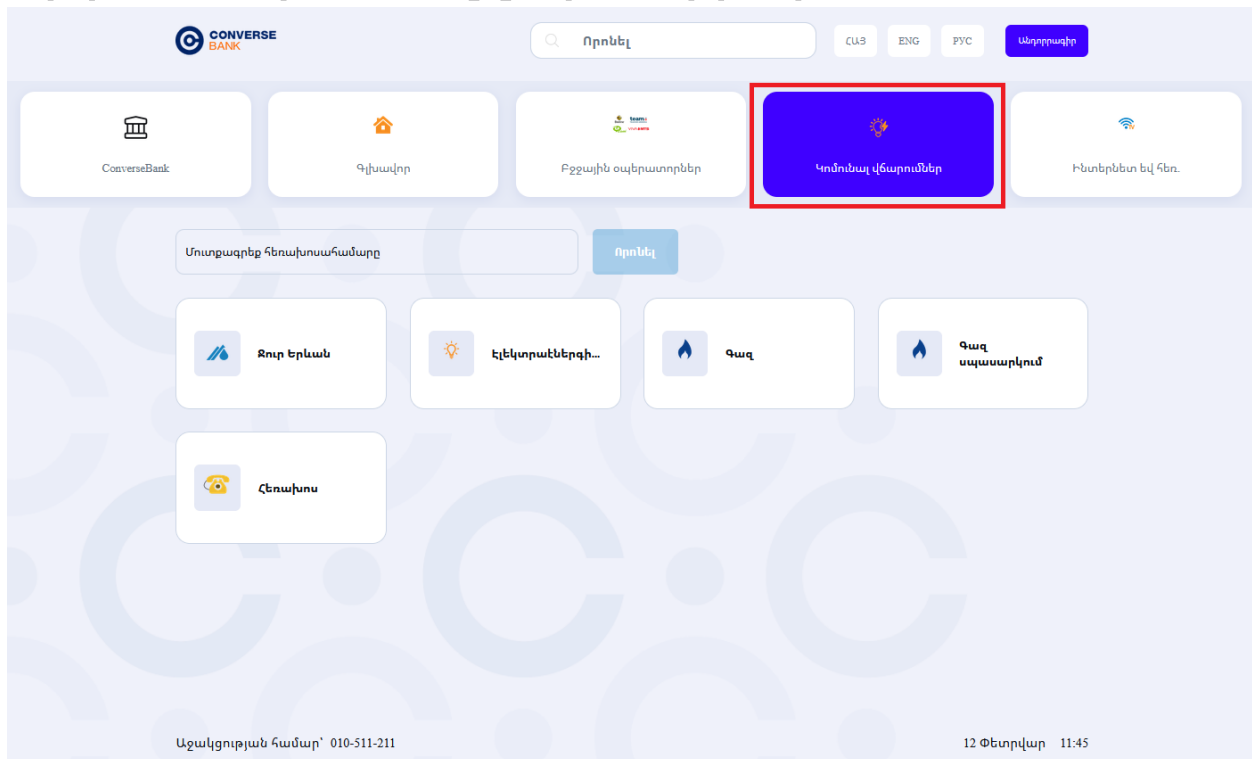 CONVERSE
BANK
Որոնել
ՀԱՅ
ENG
РУС
Անդորրագիր
ConverseBank
Գլխավոր
team
Բջջային օպերատորներ
Կոմունալ վճարումներ
Ինտերնետ եվ հեռ.
Մուտքագրեք հեռախոսահամարը
Որոնել
Ջուր Երևան
Էլեկտրաէներգի...
Գազ
Գազ
սպասարկում
Հեռախոս
Աջակցության համար՝ 010-511-211
12 Փետրվար 11:45